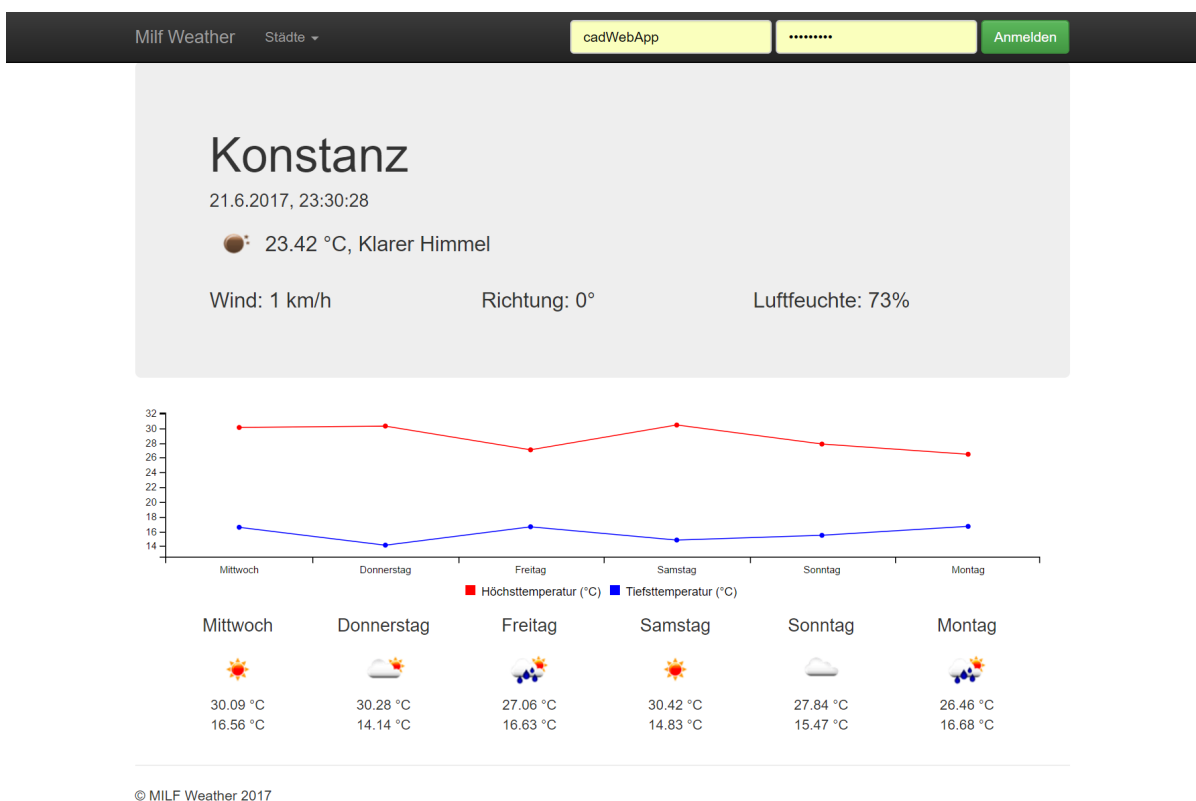 Milf Weather Städte cadWebApp ••••••••• Anmelden
Konstanz
21.6.2017, 23:30:28
23.42 °C, Klarer Himmel
Wind: 1 km/h Richtung: 0° Luftfeuchte: 73%
32
30
28
26
24
22
20
18
16
14
Mittwoch Donnerstag Freitag Samstag Sonntag Montag
Höchsttemperatur (°C) Tiefsttemperatur (°C)
Mittwoch Donnerstag Freitag Samstag Sonntag Montag
30.09 °C 30.28 °C 27.06 °C 30.42 °C 27.84 °C 26.46 °C
16.56 °C 14.14 °C 16.63 °C 14.83 °C 15.47 °C 16.68 °C
© MILF Weather 2017